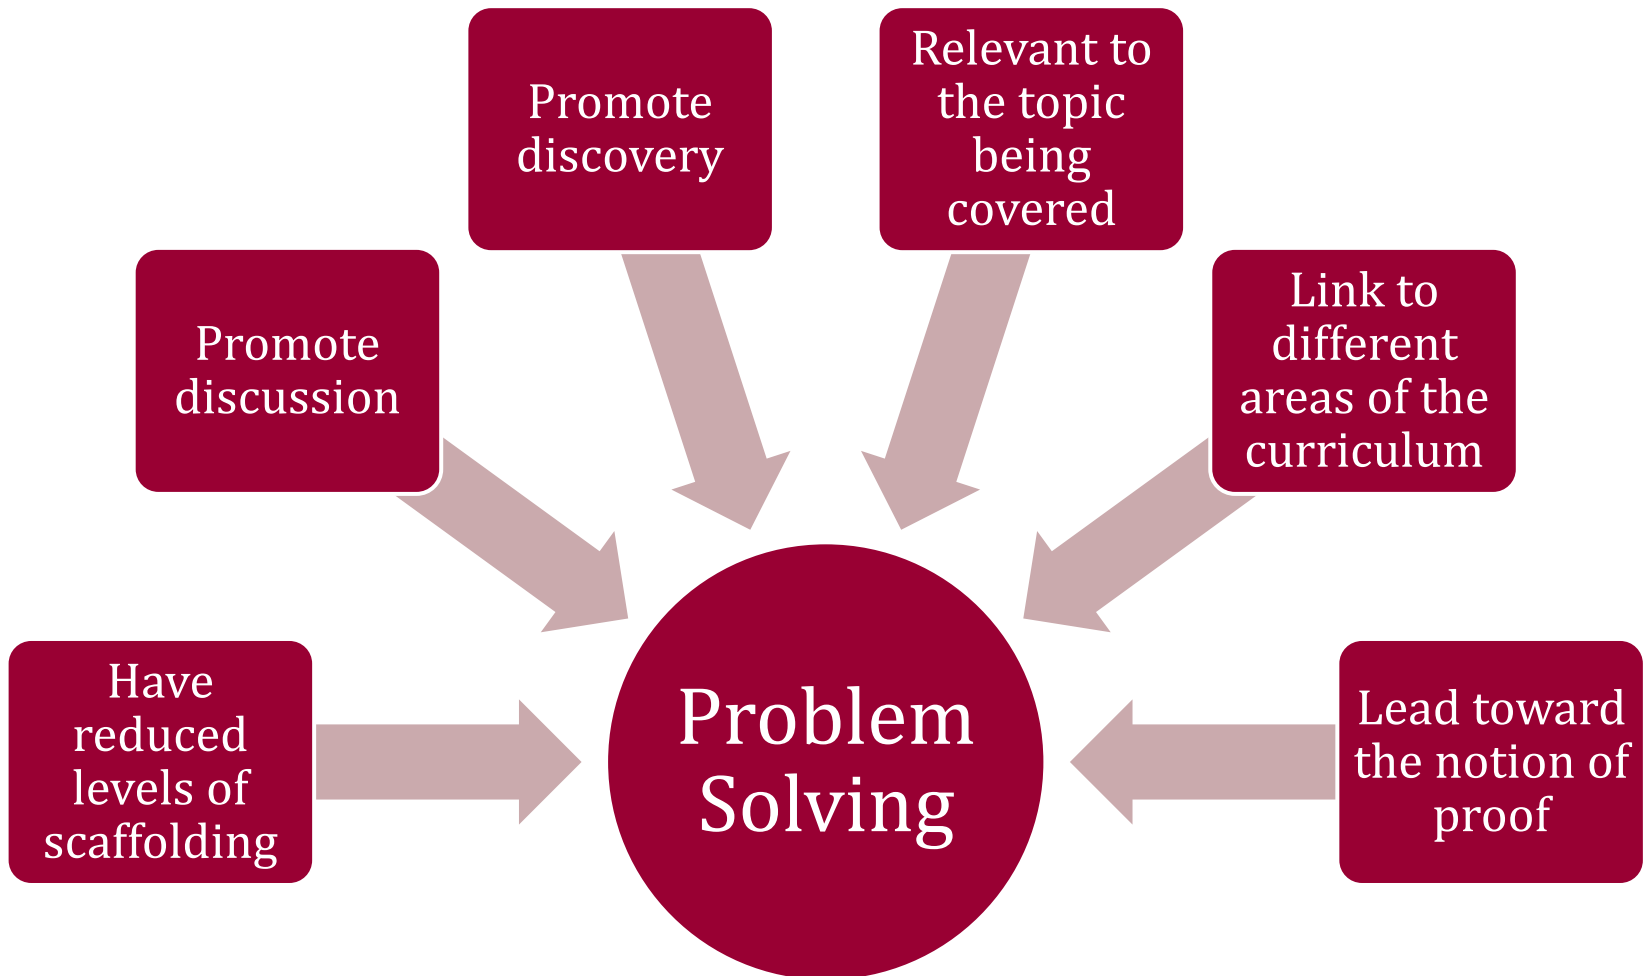 Have
reduced
levels of
scaffolding
Promote
discussion
Promote
discovery
Relevant to
the topic
being
covered
Link to
different
areas of the
curriculum
Lead toward
the notion of
proof
Problem
Solving